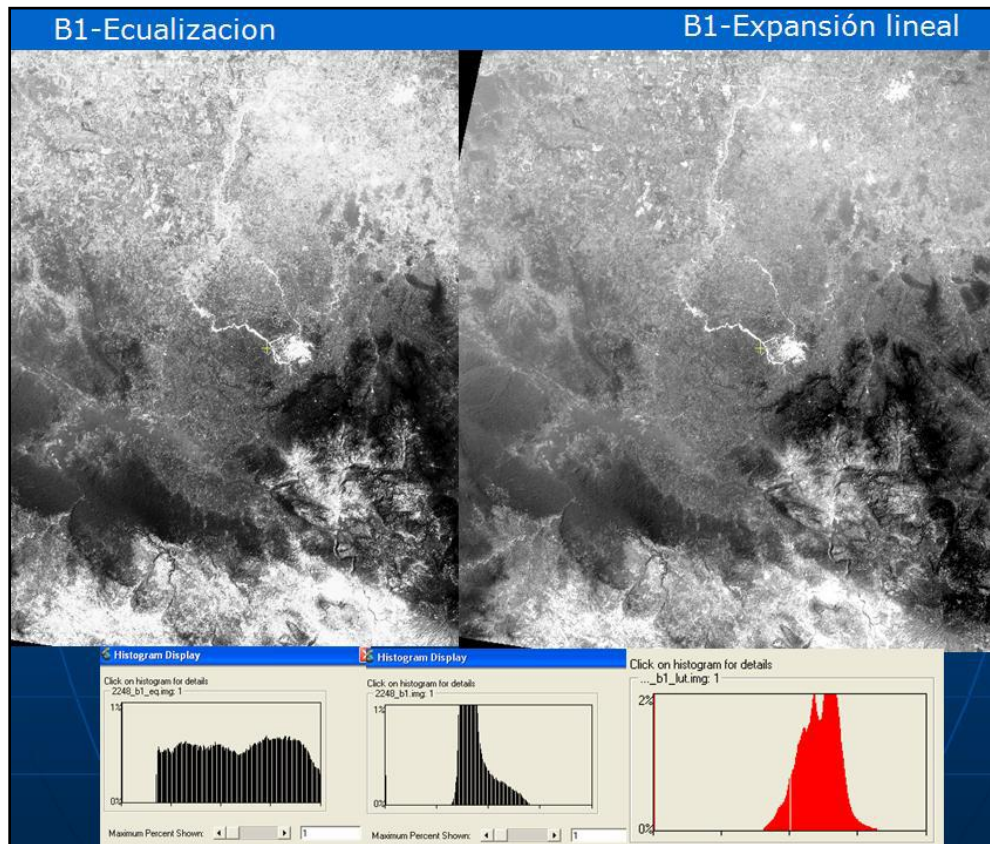 B1-Ecualizacion
B1-Expansión lineal
Histogram Display
Click on histogram for details
2248_b1_eq.img: 1
1%
0%
Maximum Percent Shown:
1
Histogram Display
Click on histogram for details
2248_b1.img: 1
1%
0%
Maximum Percent Shown:
1
Click on histogram for details
..._b1_lut.img: 1
2%
0%